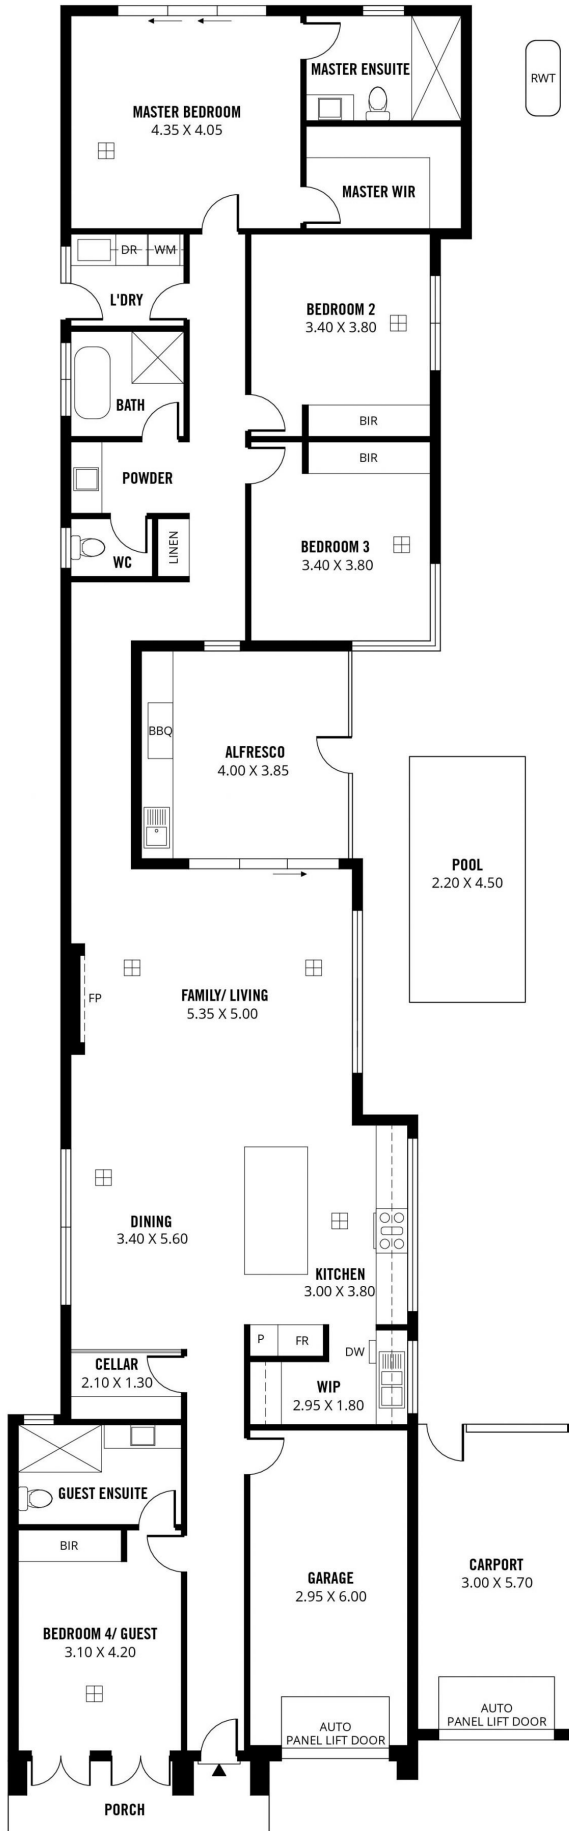 MASTER ENSUITE
RWT
MASTER BEDROOM
4.35 X 4.05
MASTER WIR
DR
WM
L'DRY
BEDROOM 2
3.40 X 3.80
BATH
BIR
BIR
POWDER
LINEN
WC
BEDROOM 3
3.40 X 3.80
BBQ
ALFRESCO
4.00 X 3.85
POOL
2.20 X 4.50
FP
FAMILY/ LIVING
5.35 X 5.00
DINING
3.40 X 5.60
KITCHEN
3.00 X 3.80
P
FR
DW
CELLAR
2.10 X 1.30
WIP
2.95 X 1.80
GUEST ENSUITE
BIR
GARAGE
2.95 X 6.00
CARPORT
3.00 X 5.70
BEDROOM 4/ GUEST
3.10 X 4.20
AUTO
PANEL LIFT DOOR
AUTO
PANEL LIFT DOOR
PORCH